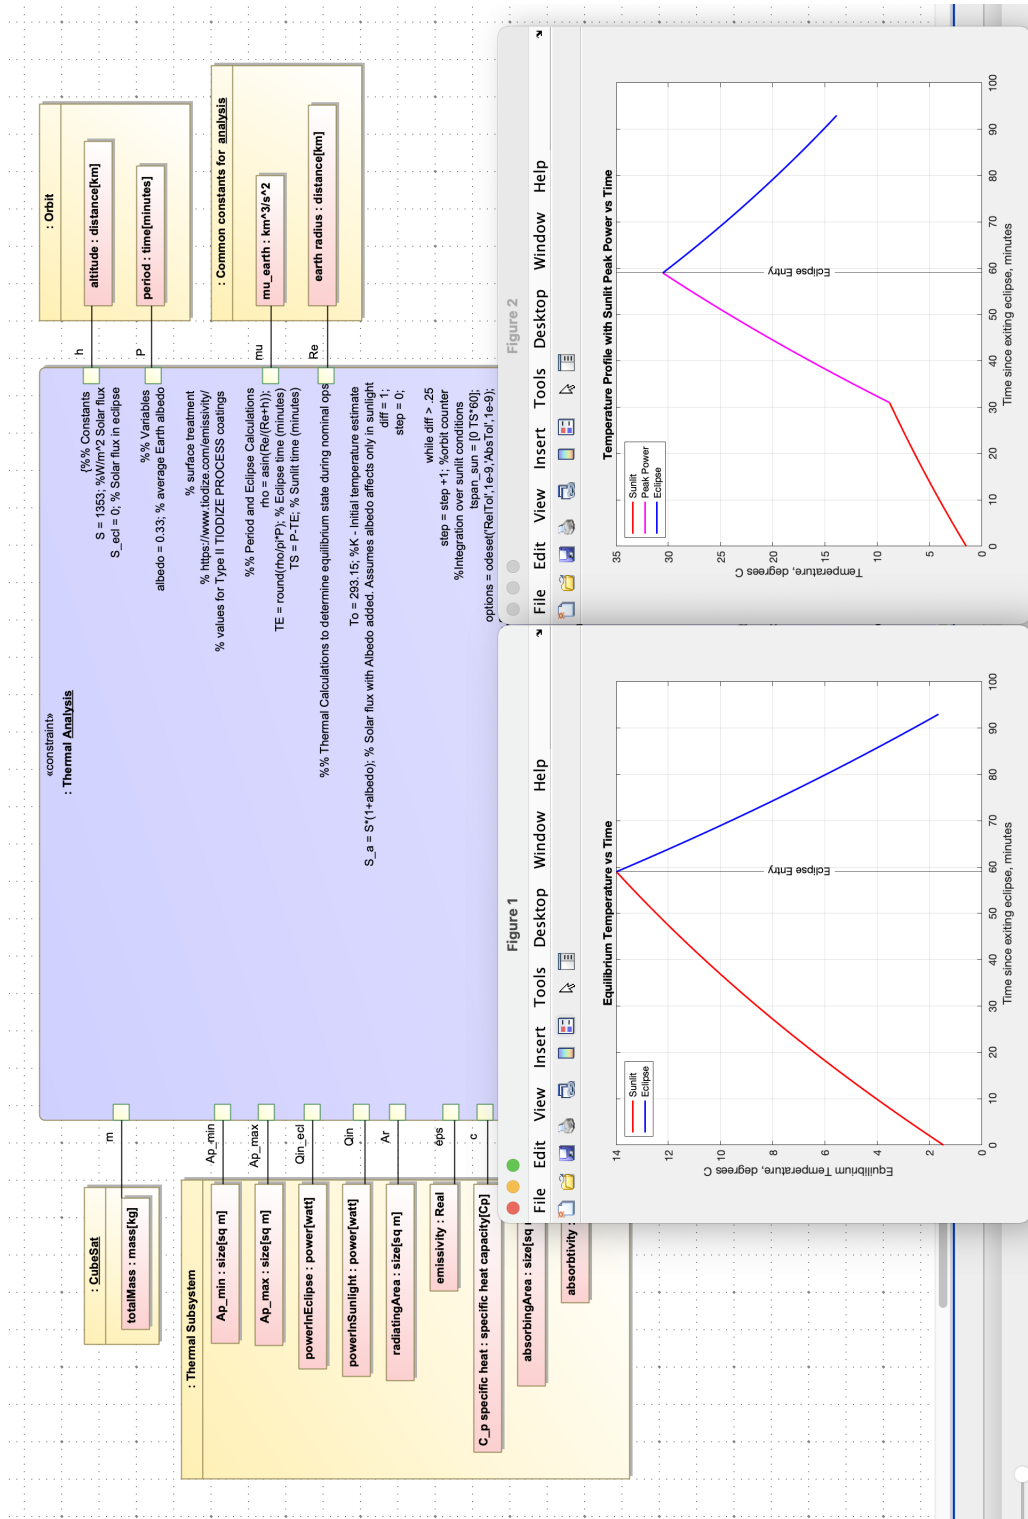 : CubeSat
totalMass : mass[kg]
m
: Thermal Subsystem
Ap_min : size[sq m]
Ap_min
Ap_max : size[sq m]
Ap_max
powerInEclipse : power[watt]
Qin_ecl
powerInSunlight : power[watt]
Qin
radiatingArea : size[sq m]
Ar
emissivity : Real
eps
C_p specific heat : specific heat capacity[Cp]
c
absorbingArea : size[sq
absorbtivity :
«constraint»
: Thermal Analysis
{%% Constants
S = 1353; %W/m^2 Solar flux
S_ecl = 0; % Solar flux in eclipse
%% Variables
albedo = 0.33; % average Earth albedo
% surface treatment
% https://www.tiodize.com/emissivity/
% values for Type II TIODIZE PROCESS coatings
%% Period and Eclipse Calculations
rho = asin(Re/(Re+h));
TE = round(rho/pi*P); % Eclipse time (minutes)
TS = P-TE; % Sunlit time (minutes)
%% Thermal Calculations to determine equilibrium state during nominal ops
To = 293.15; %K - Initial temperature estimate
S_a = S*(1+albedo); % Solar flux with Albedo added. Assumes albedo affects only in sunlight
diff = 1;
step = 0;
while diff > .25
step = step +1; %orbit counter
%Integration over sunlit conditions
tspan_sun = [0 TS*60];
options = odeset('RelTol',1e-9,'AbsTol',1e-9);
: Orbit
h
altitude : distance[km]
P
period : time[minutes]
: Common constants for analysis
mu
mu_earth : km^3/s^2
Re
earth radius : distance[km]
Figure 1
File Edit View Insert Tools Desktop Window Help
Equilibrium Temperature vs Time
Sunlit
Eclipse
Equilibrium Temperature, degrees C
14
12
10
8
6
4
2
0
Eclipse Entry
0 10 20 30 40 50 60 70 80 90 100
Time since exiting eclipse, minutes
Figure 2
File Edit View Insert Tools Desktop Window Help
Temperature Profile with Sunlit Peak Power vs Time
Sunlit
Peak Power
Eclipse
Temperature, degrees C
35
30
25
20
15
10
5
0
Eclipse Entry
0 10 20 30 40 50 60 70 80 90 100
Time since exiting eclipse, minutes